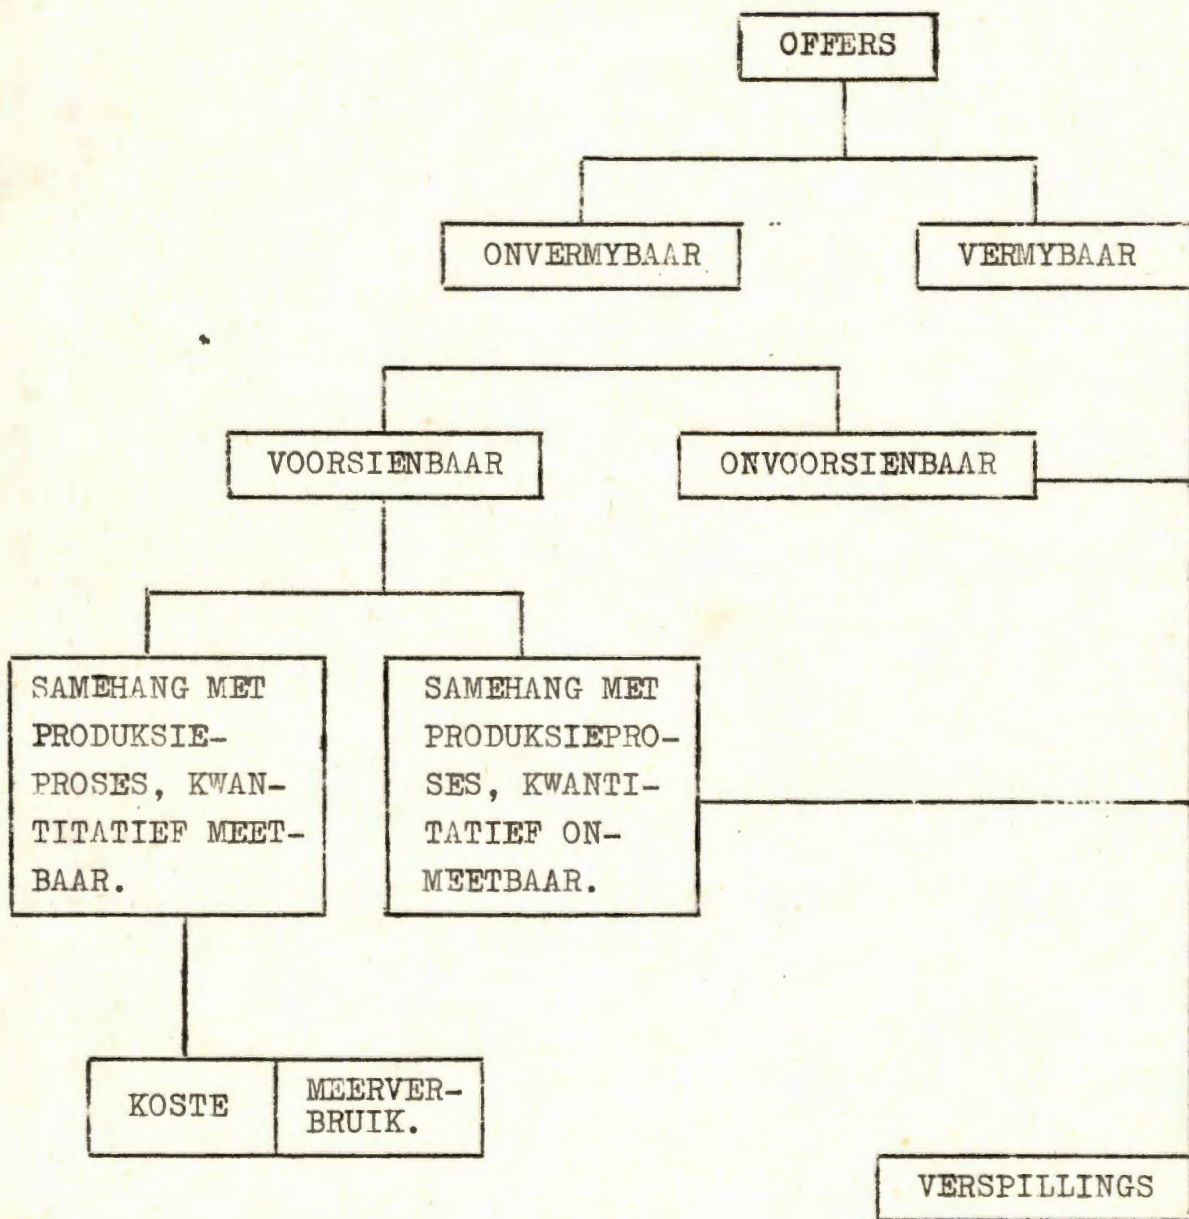 OFFERS
ONVERMYBAAR
VERMYBAAR
VOORSIENBAAR
ONVOORSIENBAAR
SAMEHANG MET
PRODUKSIE-
PROSES, KWAN-
TITATIEF MEET-
BAAR.
SAMEHANG MET
PRODUKSIEPRO-
SES, KWANTI-
TATIEF ON-
MEETBAAR.
KOSTE
MEERVER-
BRUIK.
VERSPILLINGS